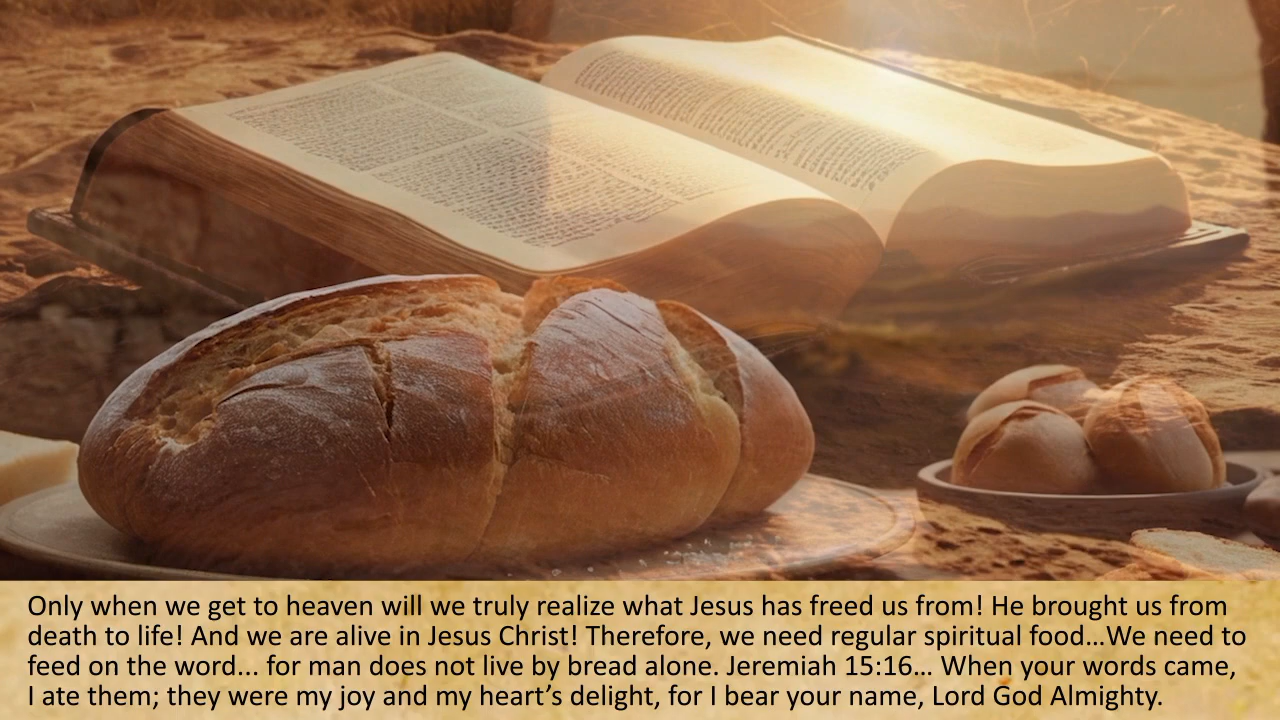 Only when we get to heaven will we truly realize what Jesus has freed us from! He brought us from
death to life! And we are alive in Jesus Christ! Therefore, we need regular spiritual food…We need to
feed on the word... for man does not live by bread alone. Jeremiah 15:16… When your words came,
I ate them; they were my joy and my heart’s delight, for I bear your name, Lord God Almighty.